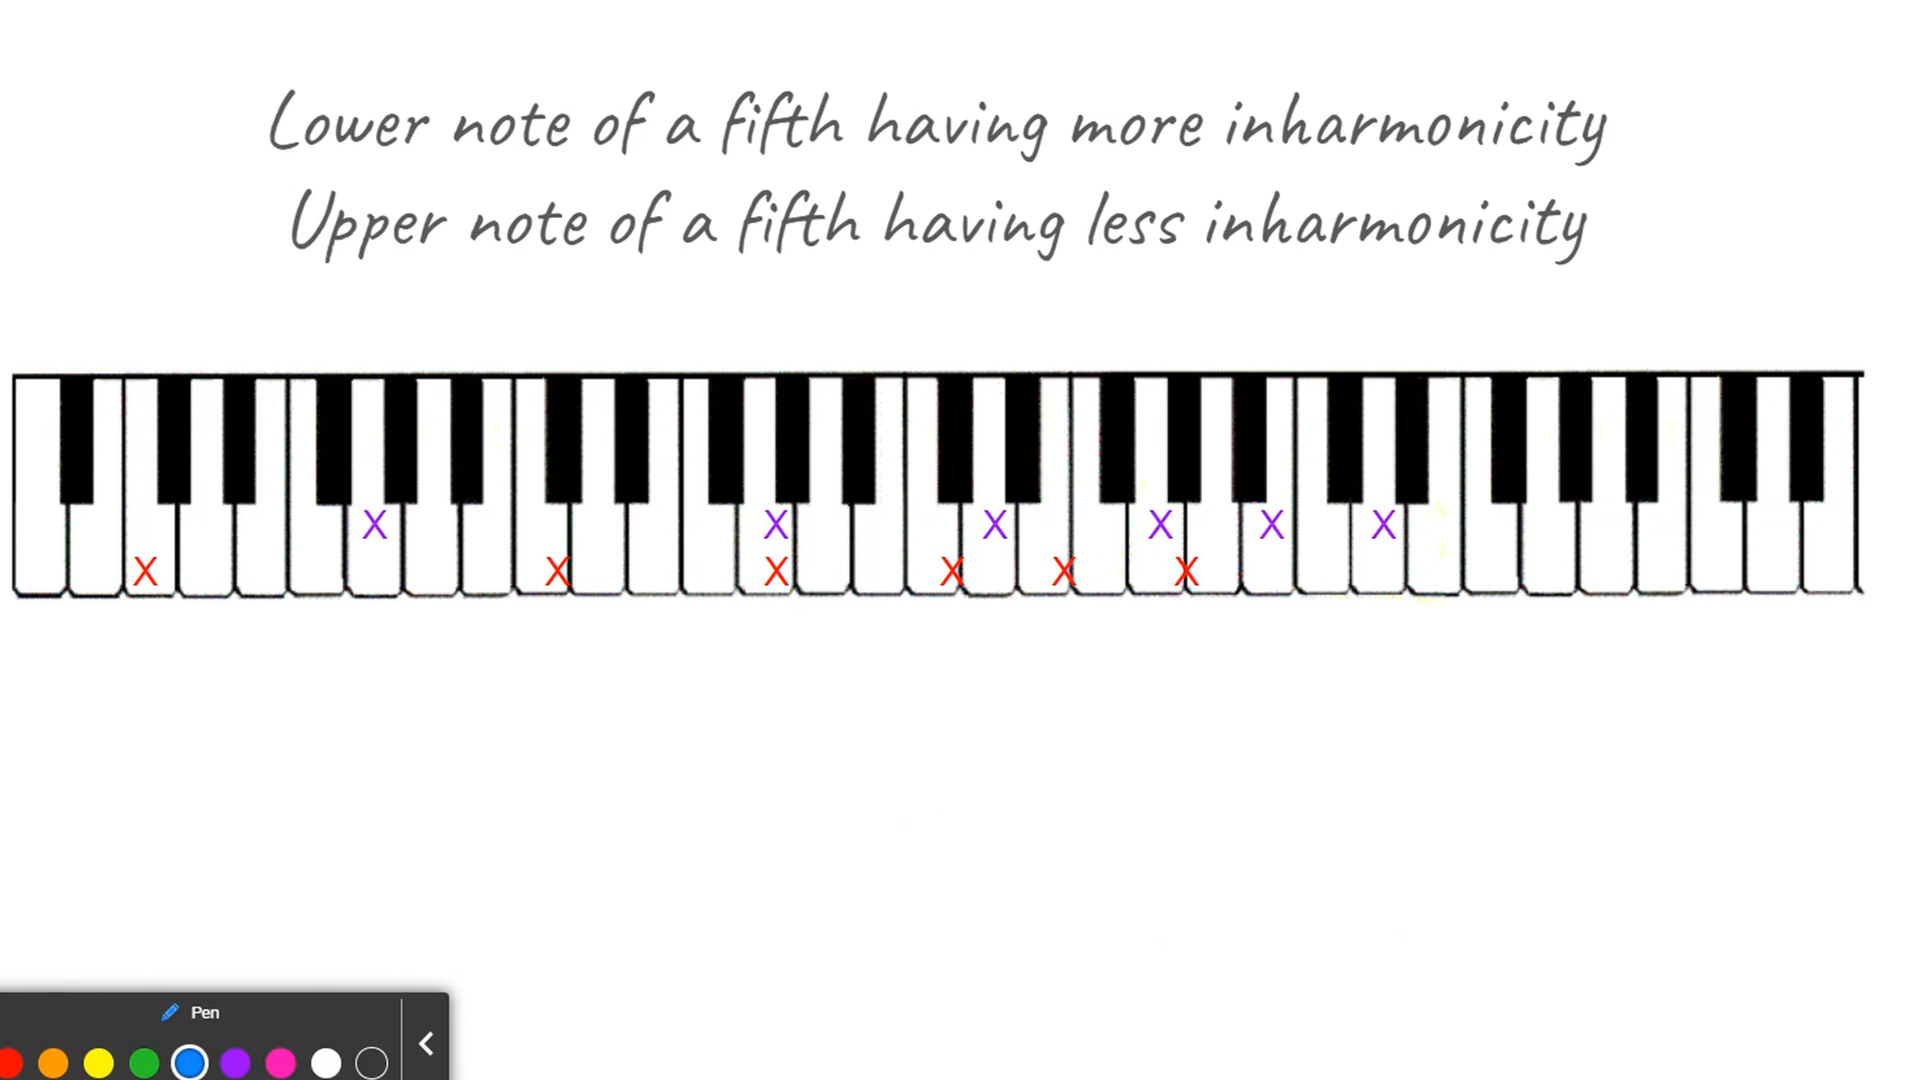 Lower note of a fifth having more inharmonicity
Upper note of a fifth having less inharmonicity
X X X X X X
X X X X X X
Pen